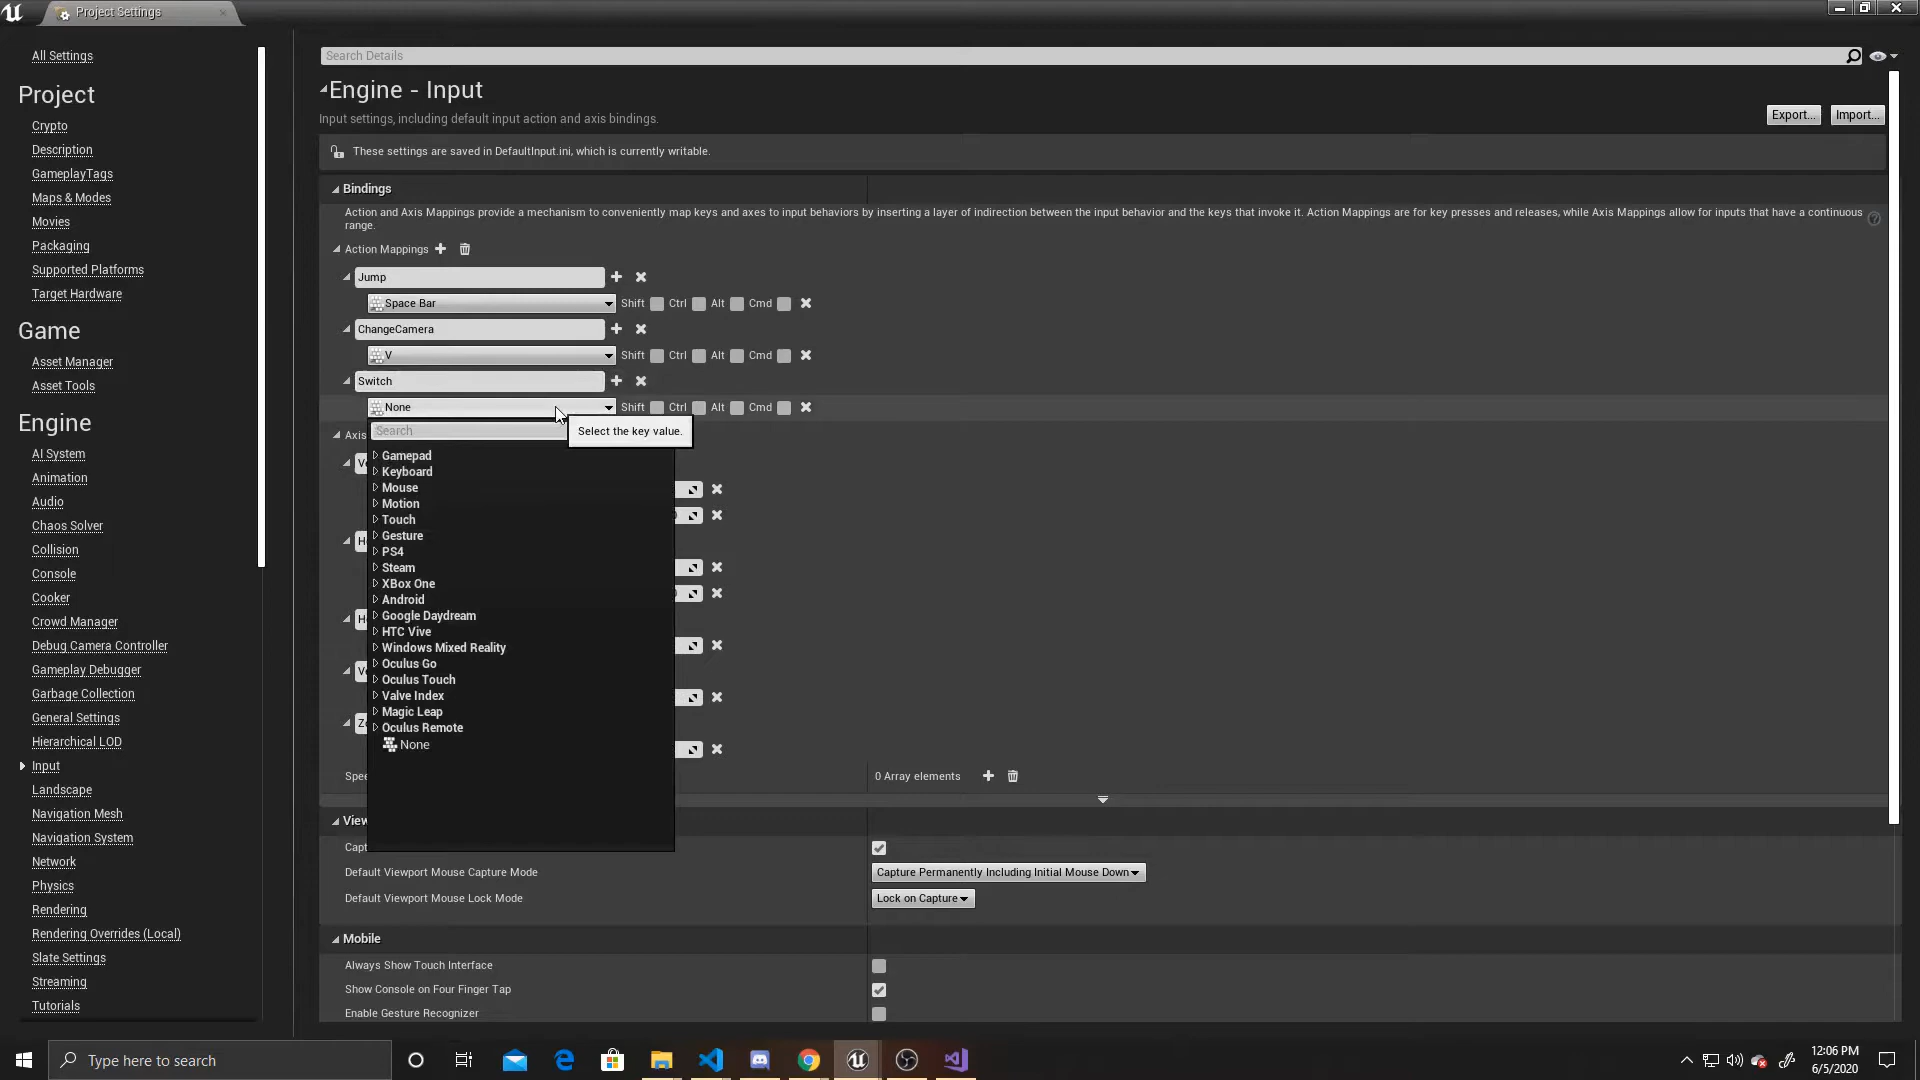 Project Settings
All Settings
Project
Crypto
Description
GameplayTags
Maps & Modes
Movies
Packaging
Supported Platforms
Target Hardware
Game
Asset Manager
Asset Tools
Engine
AI System
Animation
Audio
Chaos Solver
Collision
Console
Cooker
Crowd Manager
Debug Camera Controller
Gameplay Debugger
Garbage Collection
General Settings
Hierarchical LOD
Input
Landscape
Navigation Mesh
Navigation System
Network
Physics
Rendering
Rendering Overrides (Local)
Slate Settings
Streaming
Tutorials
Search Details
Engine - Input
Input settings, including default input action and axis bindings.
Export... Import...
These settings are saved in DefaultInput.ini, which is currently writable.
Bindings
Action and Axis Mappings provide a mechanism to conveniently map keys and axes to input behaviors by inserting a layer of indirection between the input behavior and the keys that invoke it. Action Mappings are for key presses and releases, while Axis Mappings allow for inputs that have a continuous
range.
Action Mappings
Jump
Space Bar Shift Ctrl Alt Cmd
ChangeCamera
V Shift Ctrl Alt Cmd
Switch
None Shift Ctrl Alt Cmd
Search
Select the key value.
Axis
Gamepad
Keyboard
Mouse
Motion
Touch
Gesture
PS4
Steam
XBox One
Android
Google Daydream
HTC Vive
Windows Mixed Reality
Oculus Go
Oculus Touch
Valve Index
Magic Leap
Oculus Remote
None
0 Array elements
Default Viewport Mouse Capture Mode Capture Permanently Including Initial Mouse Down
Default Viewport Mouse Lock Mode Lock on Capture
Mobile
Always Show Touch Interface
Show Console on Four Finger Tap
Enable Gesture Recognizer
Type here to search
12:06 PM
6/5/2020